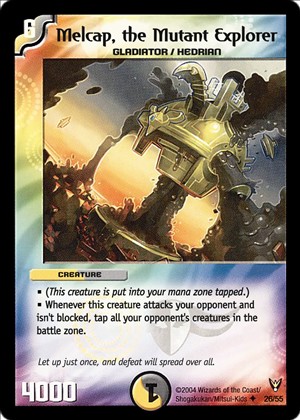 6
Melcap, the Mutant Explorer
GLADIATOR / HEDRIAN
CREATURE
▪ (This creature is put into your mana zone tapped.)
▪ Whenever this creature attacks your opponent and
isn't blocked, tap all your opponent's creatures in the
battle zone.
Let up just once, and defeat will spread over all.
4000
1
©2004 Wizards of the Coast/
Shogakukan/Mitsui-Kids ♦ 26/55